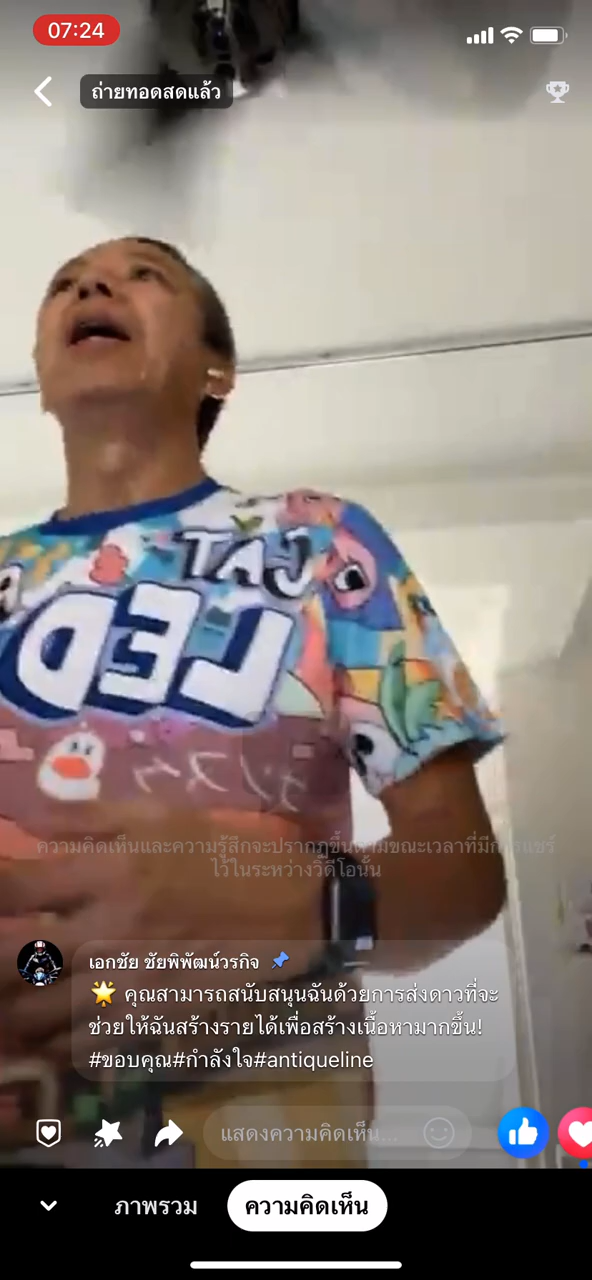 07:24
ถ่ายทอดสดแล้ว
JAT
LED
ความคิดเห็นและความรู้สึกจะปรากฏขึ้นตามขณะเวลาที่มีการแชร์
ไว้ในระหว่างวิดีโอนั้น
เอกชัย ชัยพิพัฒน์วรกิจ 📌
🌟 คุณสามารถสนับสนุนฉันด้วยการส่งดาวที่จะ
ช่วยให้ฉันสร้างรายได้เพื่อสร้างเนื้อหามากขึ้น!
#ขอบคุณ#กำลังใจ#antiqueline
แสดงความคิดเห็น...
ภาพรวม
ความคิดเห็น